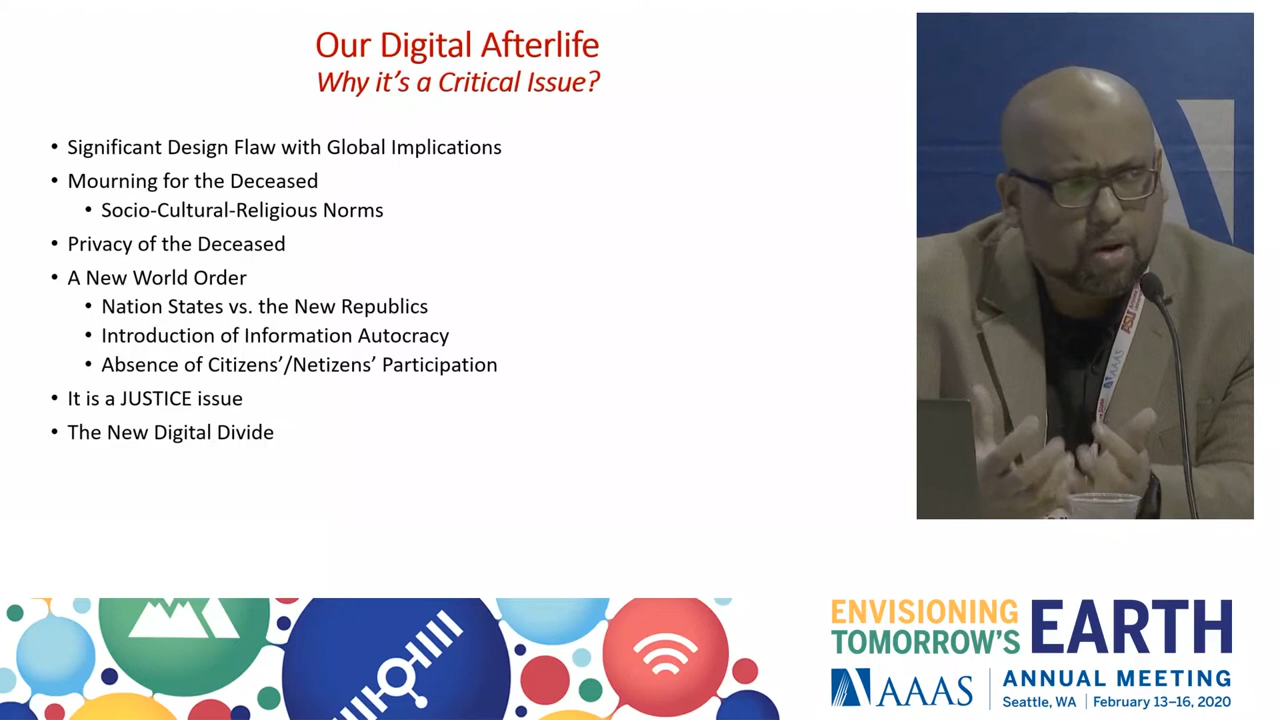 Our Digital Afterlife
Why it's a Critical Issue?
• Significant Design Flaw with Global Implications
• Mourning for the Deceased
• Socio-Cultural-Religious Norms
• Privacy of the Deceased
• A New World Order
• Nation States vs. the New Republics
• Introduction of Information Autocracy
• Absence of Citizens'/Netizens' Participation
• It is a JUSTICE issue
• The New Digital Divide
ASU
AAAS
ENVISIONING
TOMORROW'S
EARTH
AAAS
ANNUAL MEETING
Seattle, WA | February 13–16, 2020